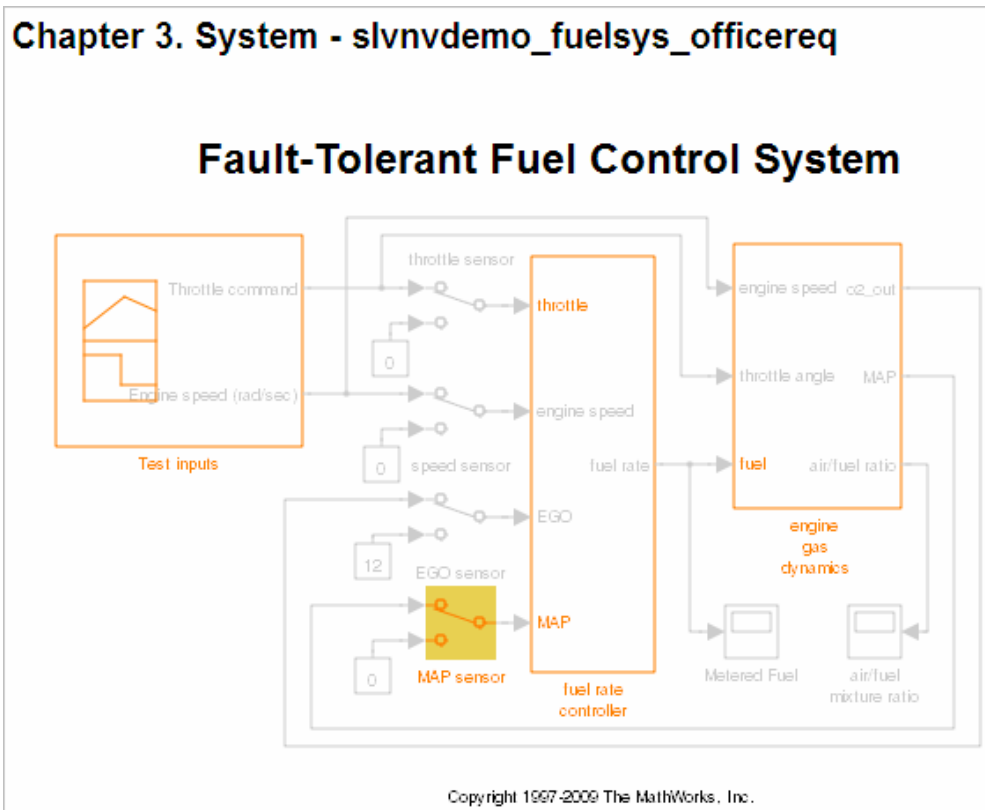 Chapter 3. System - slvnvdemo_fuelsys_officereq
Fault-Tolerant Fuel Control System
Throttle command
Engine speed (rad/sec)
Test inputs
throttle sensor
0
0
speed sensor
12
EGO sensor
0
MAP sensor
throttle
engine speed
fuel rate
EGO
MAP
fuel rate
controller
engine speed
o2_out
throttle angle
MAP
fuel
air/fuel ratio
engine
gas
dynamics
Metered Fuel
air/fuel
mixture ratio
Copyright 1997-2009 The MathWorks, Inc.